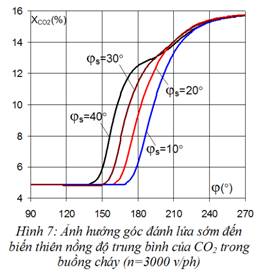 X_CO2(%)
16
14
φs=30°
12
φs=20°
10
φs=40°
8
φs=10°
6
φ(°)
4
90 120 150 180 210 240 270
Hình 7: Ảnh hưởng góc đánh lửa sớm đến
biến thiên nồng độ trung bình của CO2 trong
buồng cháy (n=3000 v/ph)